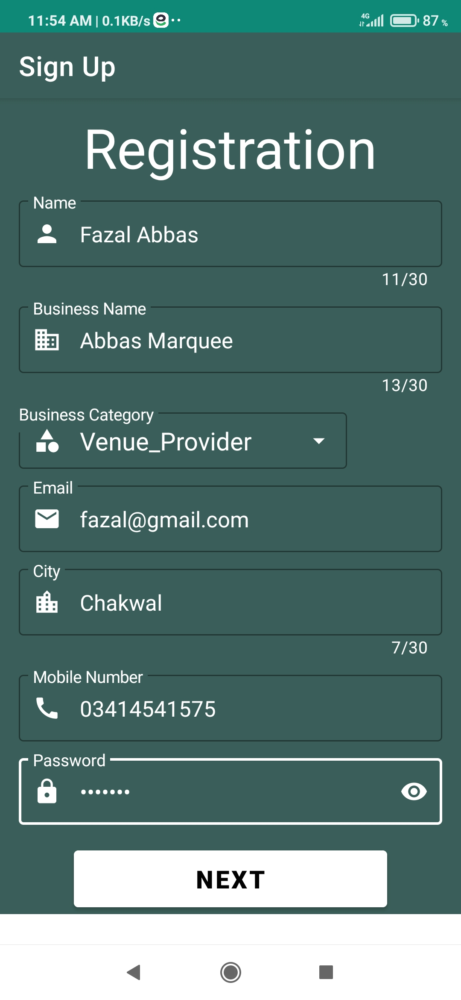 11:54 AM | 0.1KB/s 4G 87 %
Sign Up
Registration
Name
Fazal Abbas
11/30
Business Name
Abbas Marquee
13/30
Business Category
Venue_Provider
Email
fazal@gmail.com
City
Chakwal
7/30
Mobile Number
03414541575
Password
•••••••
NEXT